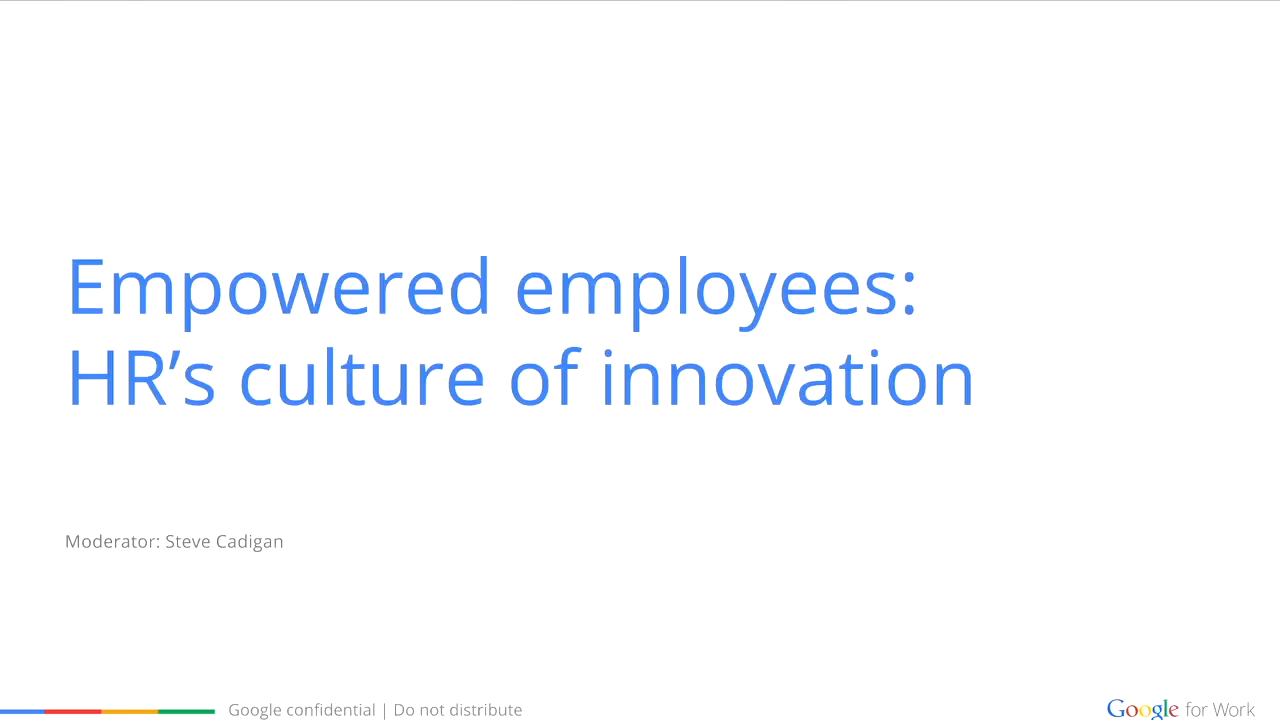 Empowered employees:
HR’s culture of innovation
Moderator: Steve Cadigan
Google confidential | Do not distribute
Google for Work